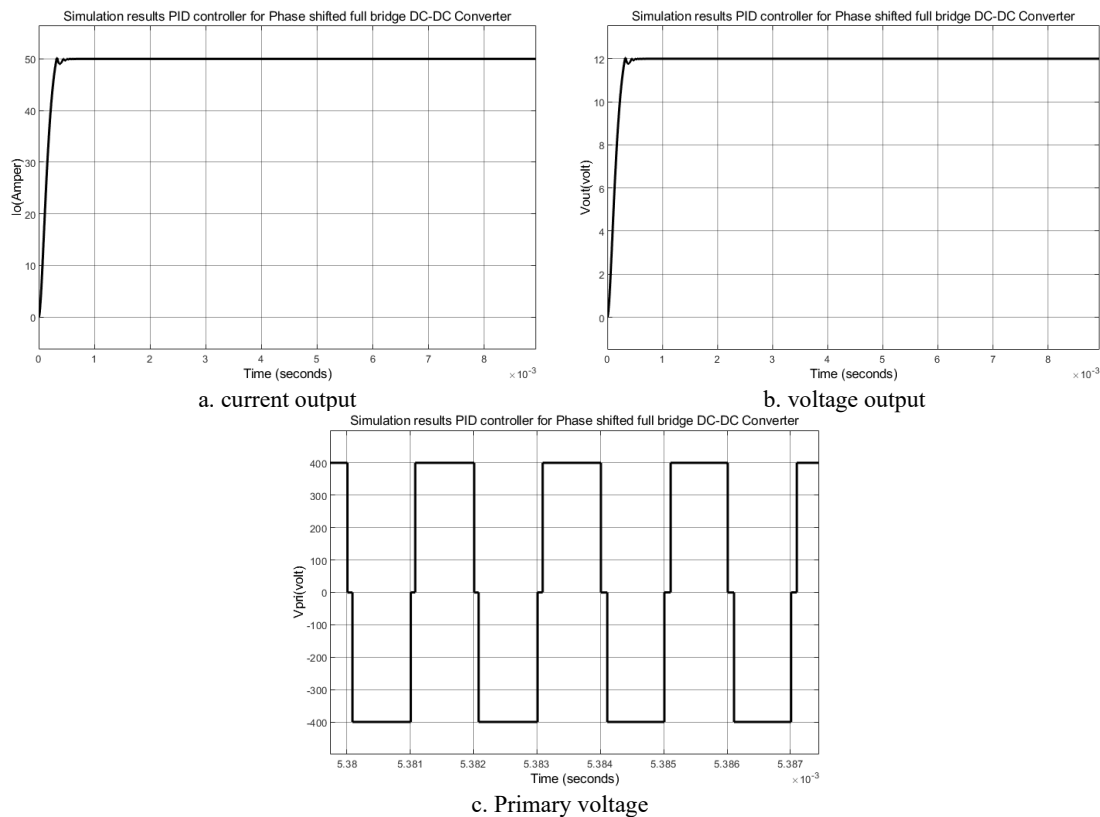 Simulation results PID controller for Phase shifted full bridge DC-DC Converter
50
40
30
20
10
0
Io(Amper)
0 1 2 3 4 5 6 7 8
Time (seconds)
×10-3
a. current output
Simulation results PID controller for Phase shifted full bridge DC-DC Converter
12
10
8
6
4
2
0
Vout(volt)
0 1 2 3 4 5 6 7 8
Time (seconds)
×10-3
b. voltage output
Simulation results PID controller for Phase shifted full bridge DC-DC Converter
400
300
200
100
0
-100
-200
-300
-400
Vpri(volt)
5.38 5.381 5.382 5.383 5.384 5.385 5.386 5.387
Time (seconds)
×10-3
c. Primary voltage